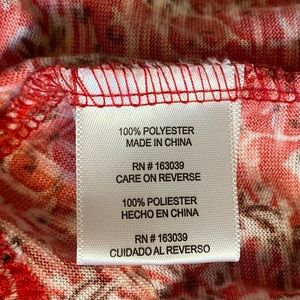 100% POLYESTER
MADE IN CHINA
RN # 163039
CARE ON REVERSE
100% POLIESTER
HECHO EN CHINA
RN # 163039
CUIDADO AL REVERSO